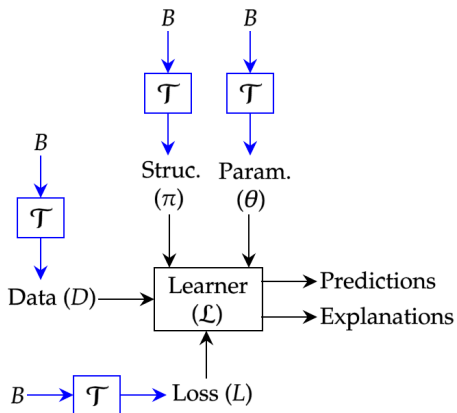 B B
𝒯 𝒯
B
Struc. Param.
(π) (θ)
𝒯
Learner
(ℒ)
Predictions
Data (D)
Explanations
B 𝒯 Loss (L)